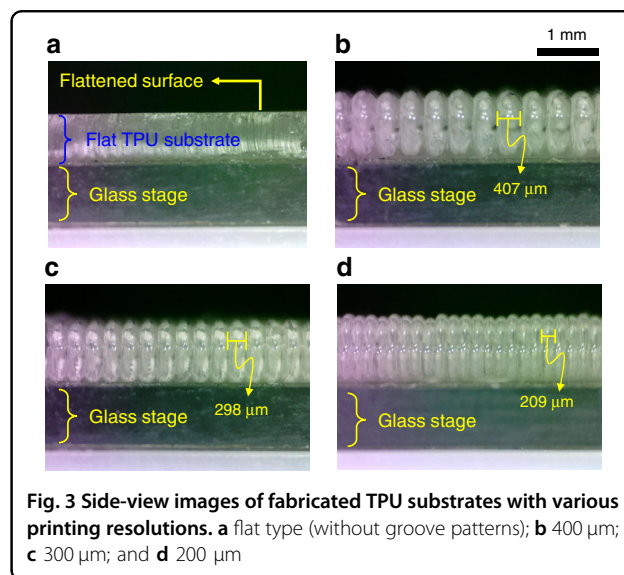 a
b
1 mm
Flattened surface
Flat TPU substrate
Glass stage
Glass stage
407 µm
c
d
Glass stage
298 µm
Glass stage
209 µm
Fig. 3 Side-view images of fabricated TPU substrates with various
printing resolutions. a flat type (without groove patterns); b 400 µm;
c 300 µm; and d 200 µm